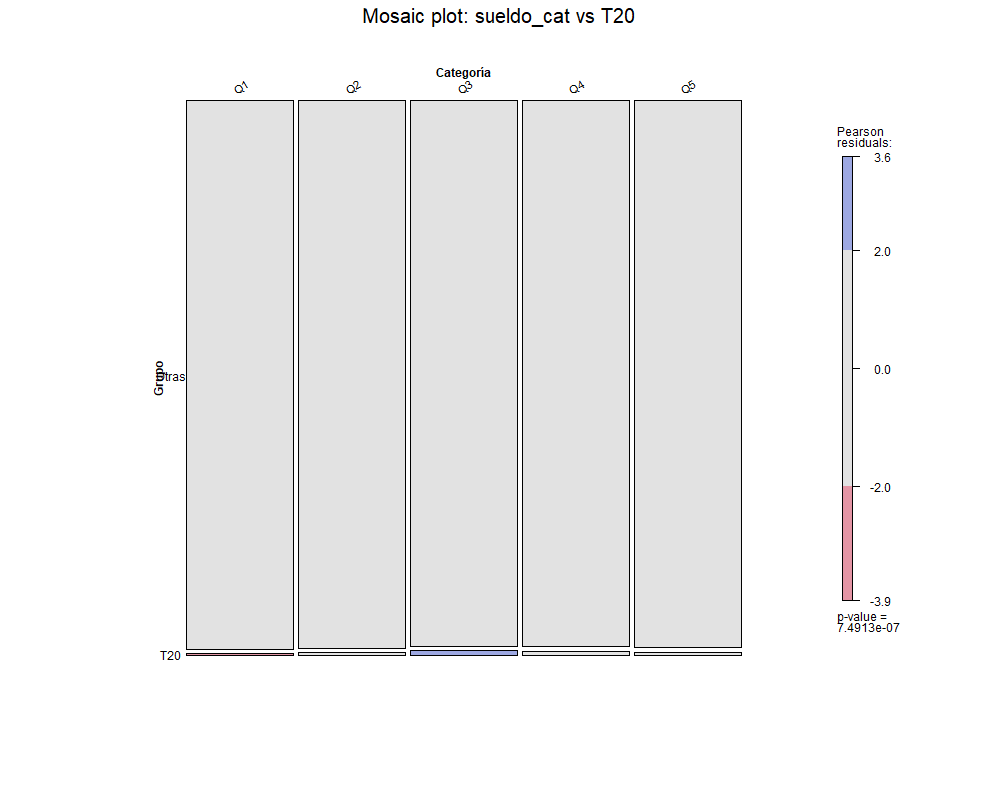 Mosaic plot: sueldo_cat vs T20
Categoría
Q1 Q2 Q3 Q4 Q5
Pearson
residuals:
3.6
2.0
0.0
-2.0
-3.9
p-value =
7.4913e-07
Grupo
Otras
T20